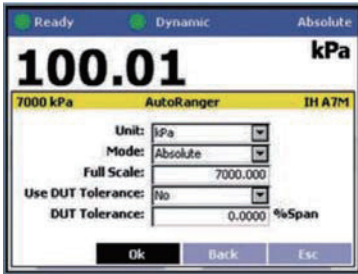 Ready Dynamic Absolute
100.01 kPa
7000 kPa AutoRanger IH A7M
Unit: kPa
Mode: Absolute
Full Scale: 7000.000
Use DUT Tolerance: No
DUT Tolerance: 0.0000 %Span
Ok Back Esc